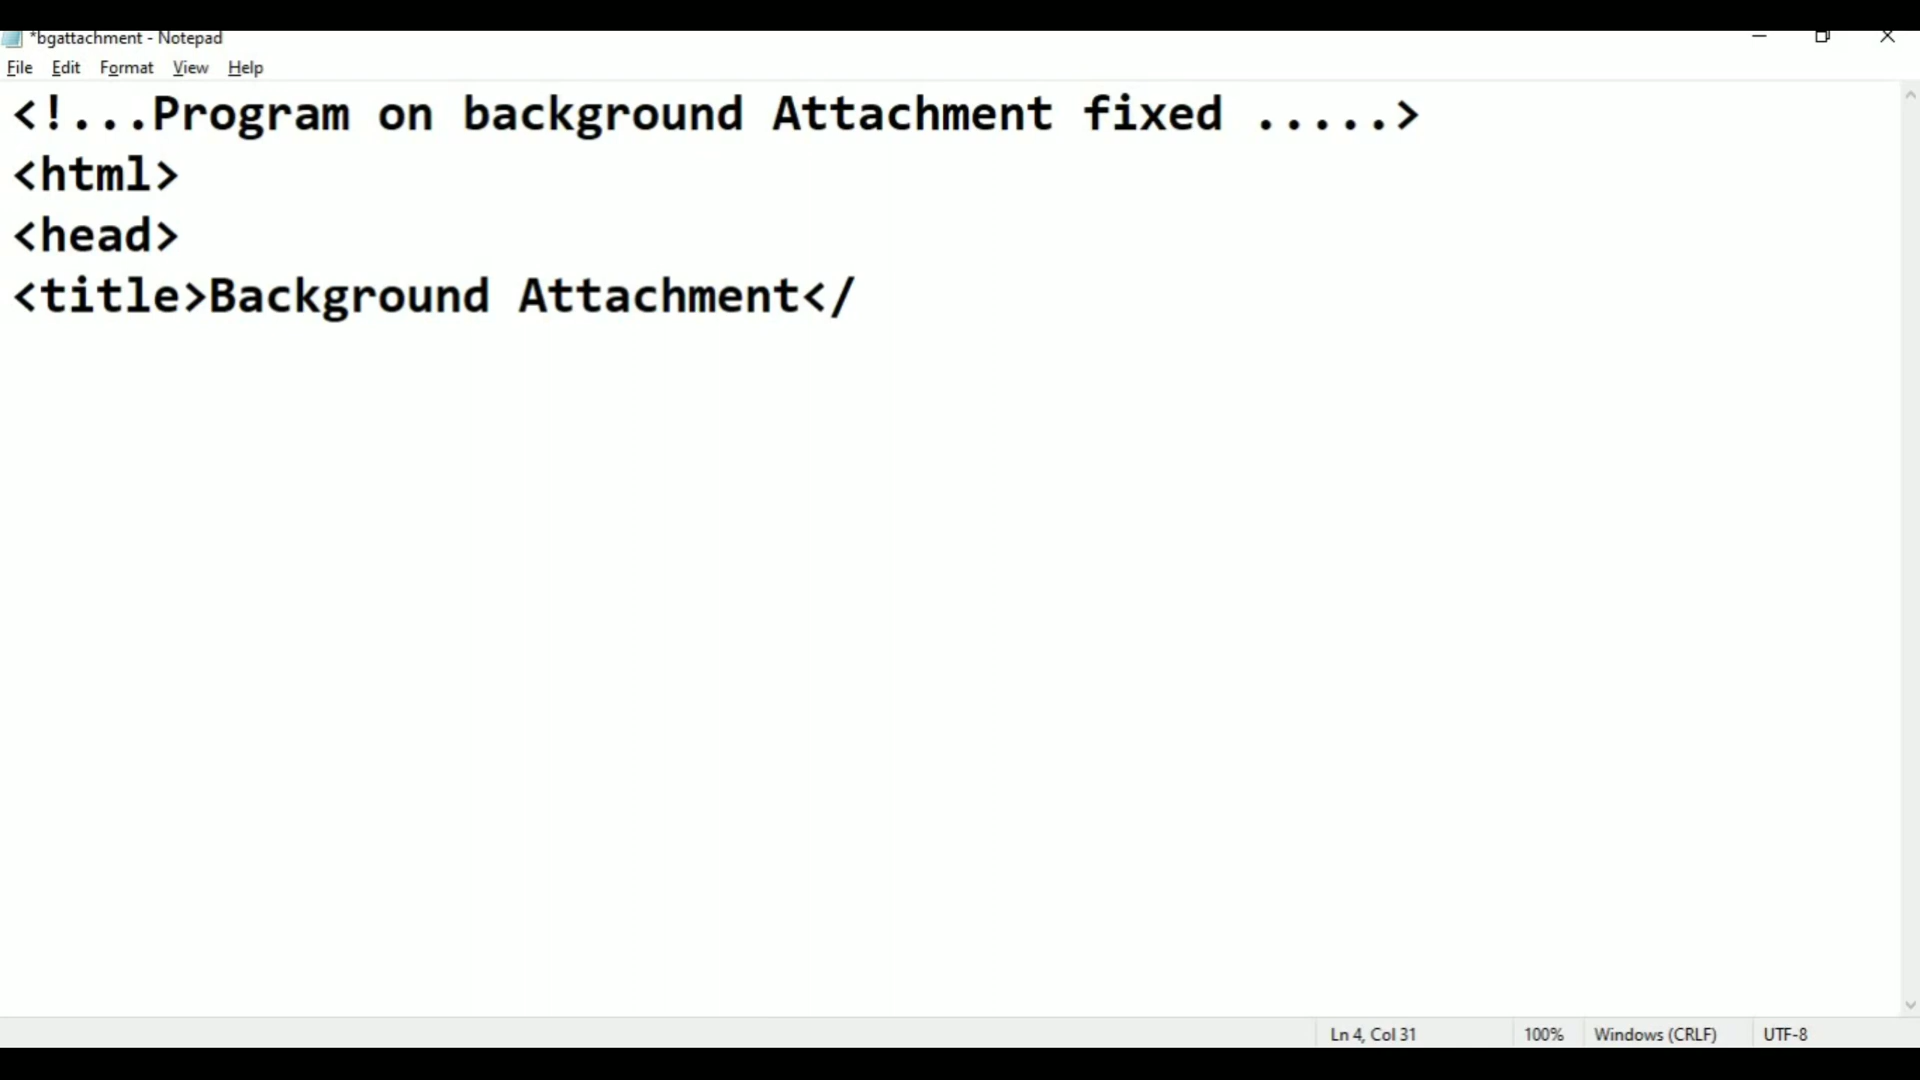 *bgattachment - Notepad
File Edit Format View Help
<!...Program on background Attachment fixed .....>
<html>
<head>
<title>Background Attachment</
Ln 4, Col 31 100% Windows (CRLF) UTF-8